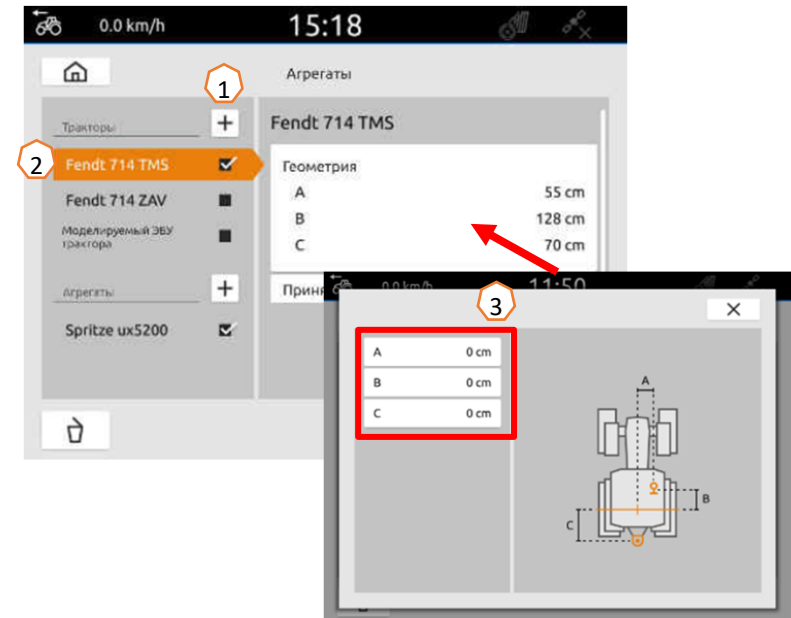 0.0 km/h 15:18
Агрегаты
1
Тракторы +
Fendt 714 TMS
2
Fendt 714 TMS
Геометрия
Fendt 714 ZAV
A 55 cm
B 128 cm
Моделируемый ЭБУ
трактора
C 70 cm
Агрегаты +
Spritze ux5200
0.0 km/h 11:50
3
A 0 cm
B 0 cm
C 0 cm
A
B
C